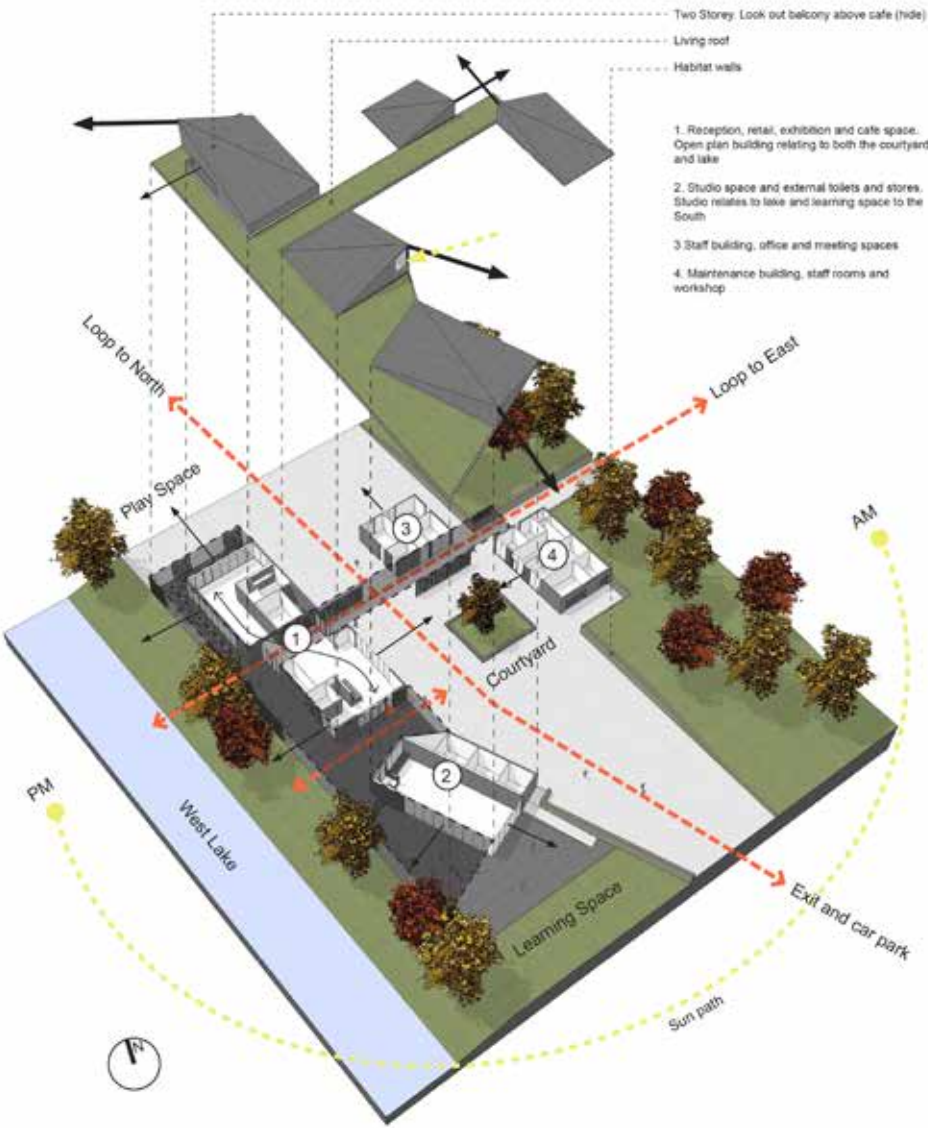 Two Storey. Look out balcony above cafe (hide)
Living roof
Habitat walls
1. Reception, retail, exhibition and cafe space.
Open plan building relating to both the courtyard
and lake
2. Studio space and external toilets and stores.
Studio relates to lake and learning space to the
South
3 Staff building, office and meeting spaces
4. Maintenance building, staff rooms and
workshop
Loop to North
Loop to East
Play Space
AM
3
4
1
Courtyard
2
PM
West Lake
Learning Space
Exit and car park
Sun path
N